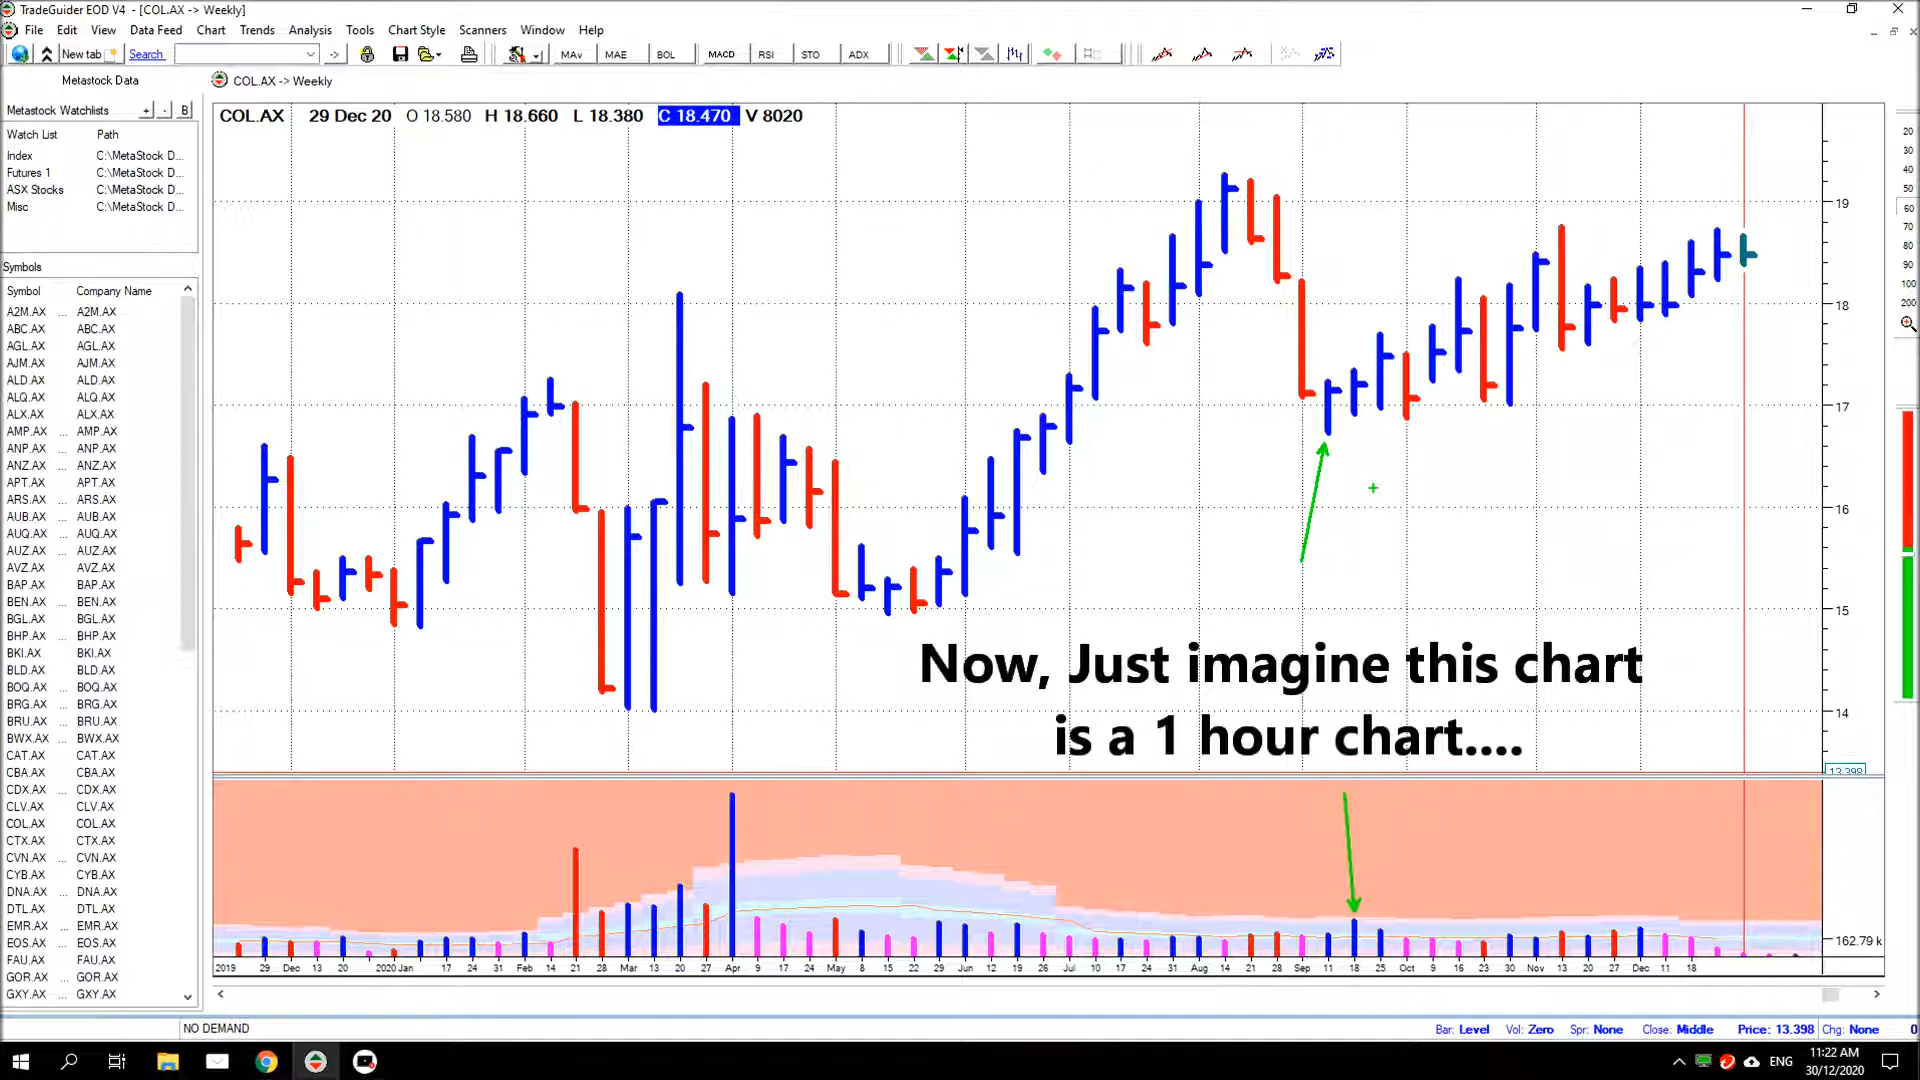 TradeGuider EOD V4 - [COL.AX -> Weekly]
File Edit View Data Feed Chart Trends Analysis Tools Chart Style Scanners Window Help
New tab Search -> MAv MAE BOL MACD RSI STO ADX
Metastock Data
COL.AX -> Weekly
Metastock Watchlists + - B
Watch List Path
Index C:\MetaStock D...
Futures 1 C:\MetaStock D...
ASX Stocks C:\MetaStock D...
Misc C:\MetaStock D...
Symbols
Symbol Company Name
A2M.AX ... A2M.AX
ABC.AX ABC.AX
AGL.AX AGL.AX
AJM.AX AJM.AX
ALD.AX ALD.AX
ALQ.AX ALQ.AX
ALX.AX ALX.AX
AMP.AX ... AMP.AX
ANP.AX ... ANP.AX
ANZ.AX ... ANZ.AX
APT.AX ... APT.AX
ARS.AX ... ARS.AX
AUB.AX ... AUB.AX
AUQ.AX ... AUQ.AX
AUZ.AX ... AUZ.AX
AVZ.AX ... AVZ.AX
BAP.AX ... BAP.AX
BEN.AX ... BEN.AX
BGL.AX ... BGL.AX
BHP.AX ... BHP.AX
BKI.AX BKI.AX
BLD.AX ... BLD.AX
BOQ.AX ... BOQ.AX
BRG.AX ... BRG.AX
BRU.AX ... BRU.AX
BWX.AX ... BWX.AX
CAT.AX CAT.AX
CBA.AX CBA.AX
CDX.AX ... CDX.AX
CLV.AX CLV.AX
COL.AX COL.AX
CTX.AX ... CTX.AX
CVN.AX ... CVN.AX
CYB.AX ... CYB.AX
DNA.AX ... DNA.AX
DTL.AX ... DTL.AX
EMR.AX ... EMR.AX
EOS.AX ... EOS.AX
FAU.AX ... FAU.AX
GOR.AX ... GOR.AX
GXY.AX ... GXY.AX
COL.AX 29 Dec 20 O 18.580 H 18.660 L 18.380 C 18.470 V 8020
19
18
17
16
15
14
13.398
Now, Just imagine this chart
is a 1 hour chart....
162.79 k
2019 29 Dec 13 20 2020 Jan 17 24 Feb 14 21 28 Mar 13 20 27 Apr 9 17 24 May 8 15 22 29 Jun 12 19 26 Jul 10 17 24 31 Aug 14 21 28 Sep 11 18 25 Oct 9 16 23 30 Nov 13 20 27 Dec 11 18
20
30
40
50
60
70
80
90
100
200
NO DEMAND Bar: Level Vol: Zero Spr: None Close: Middle Price: 13.398 Chg: None 0
ENG 11:22 AM
30/12/2020